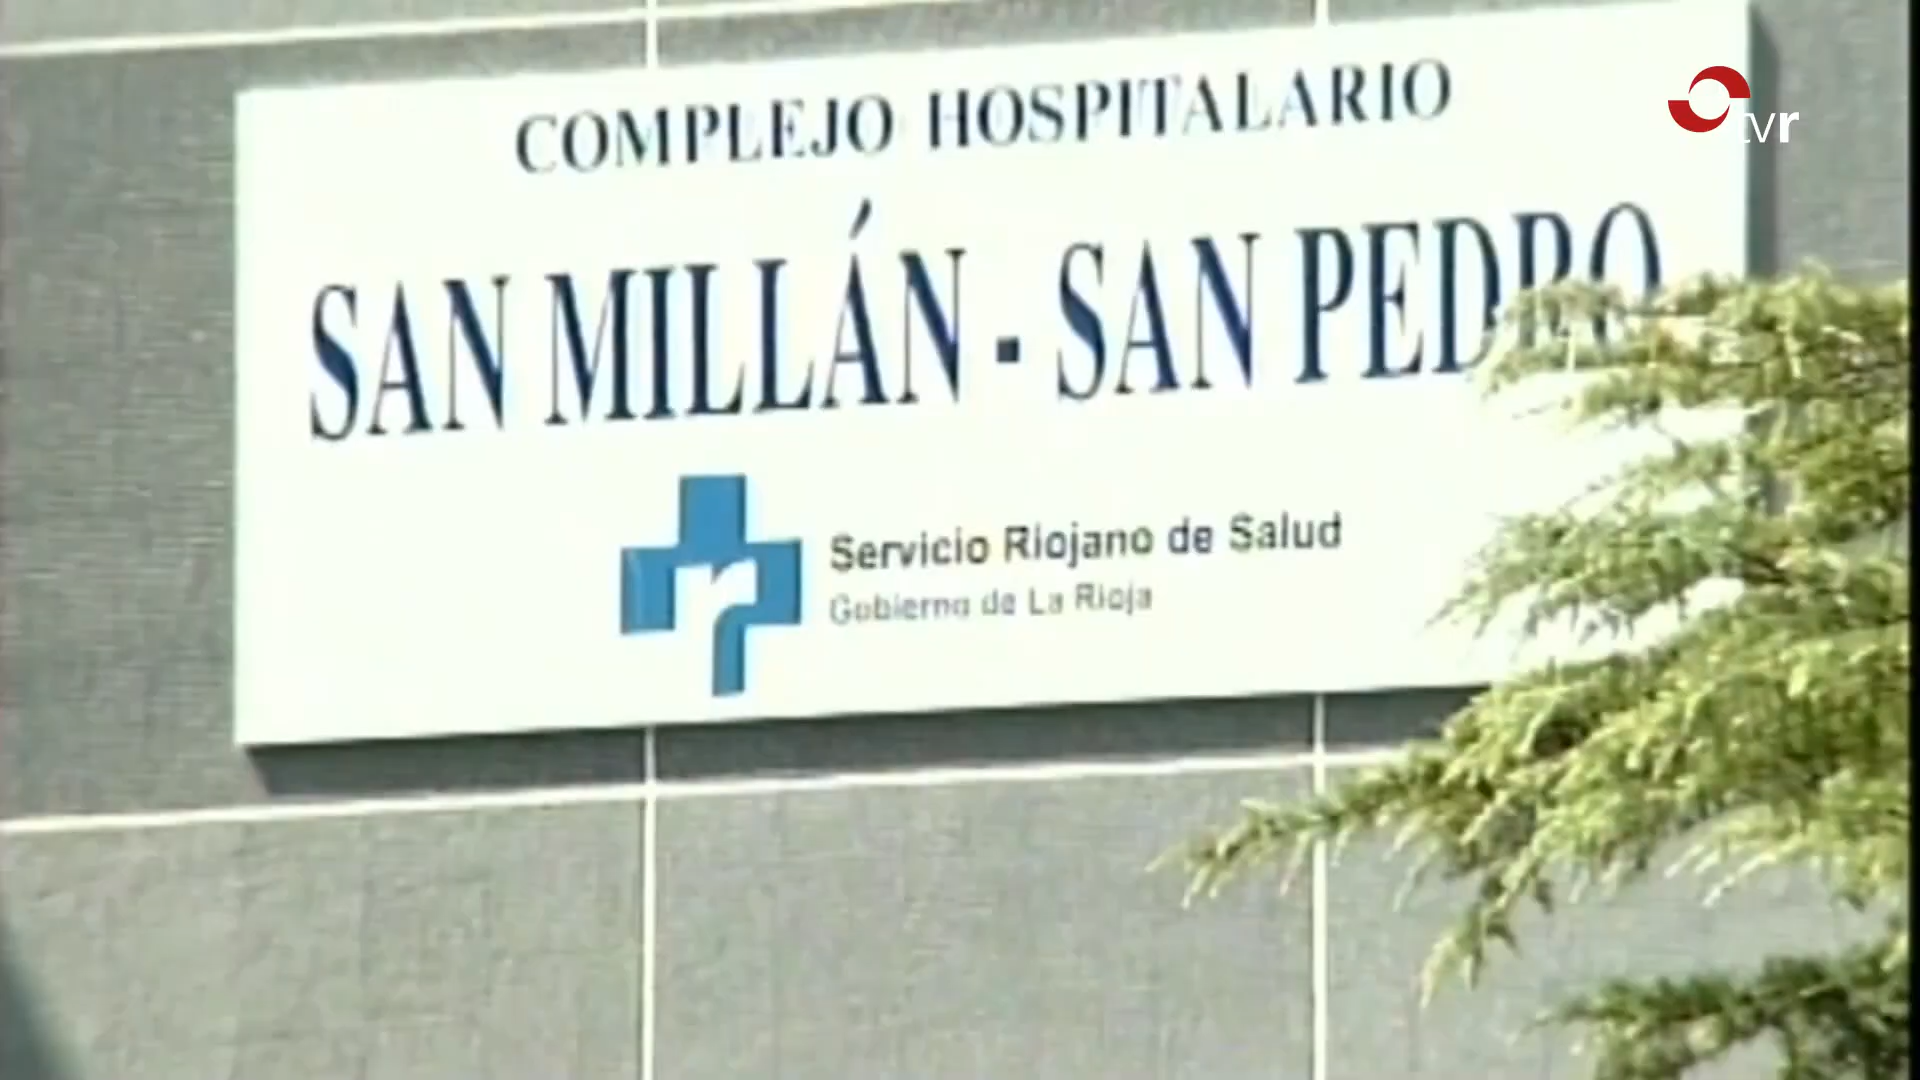 COMPLEJO HOSPITALARIO
SAN MILLÁN - SAN PEDRO
Servicio Riojano de Salud
Gobierno de La Rioja
tvr